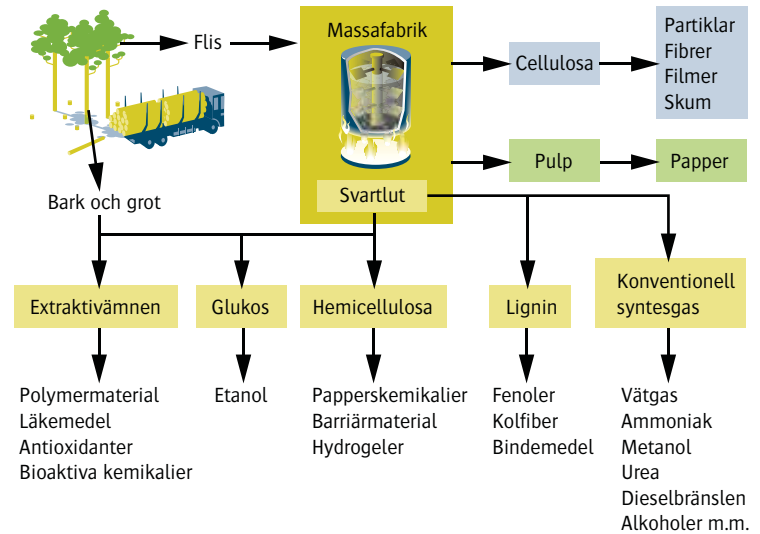 Flis
Massafabrik
Cellulosa
Partiklar
Fibrer
Filmer
Skum
Pulp
Papper
Bark och grot
Svartlut
Extraktivämnen
Glukos
Hemicellulosa
Lignin
Konventionell
syntesgas
Polymermaterial
Läkemedel
Antioxidanter
Bioaktiva kemikalier
Etanol
Papperskemikalier
Barriärmaterial
Hydrogeler
Fenoler
Kolfiber
Bindemedel
Vätgas
Ammoniak
Metanol
Urea
Dieselbränslen
Alkoholer m.m.